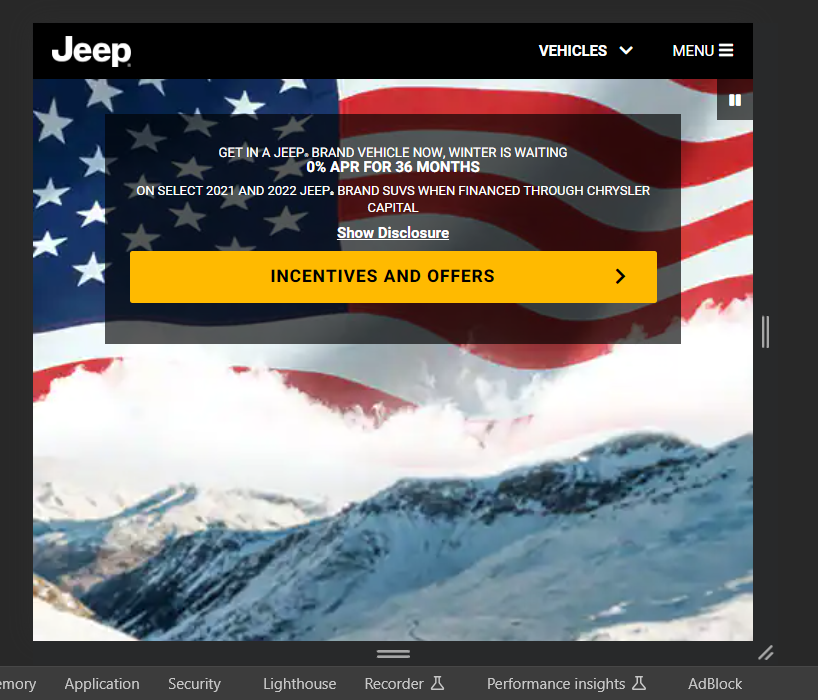 Jeep
VEHICLES
MENU
GET IN A JEEP® BRAND VEHICLE NOW, WINTER IS WAITING
0% APR FOR 36 MONTHS
ON SELECT 2021 AND 2022 JEEP® BRAND SUVS WHEN FINANCED THROUGH CHRYSLER
CAPITAL
Show Disclosure
INCENTIVES AND OFFERS
emory Application Security Lighthouse Recorder Performance insights AdBlock